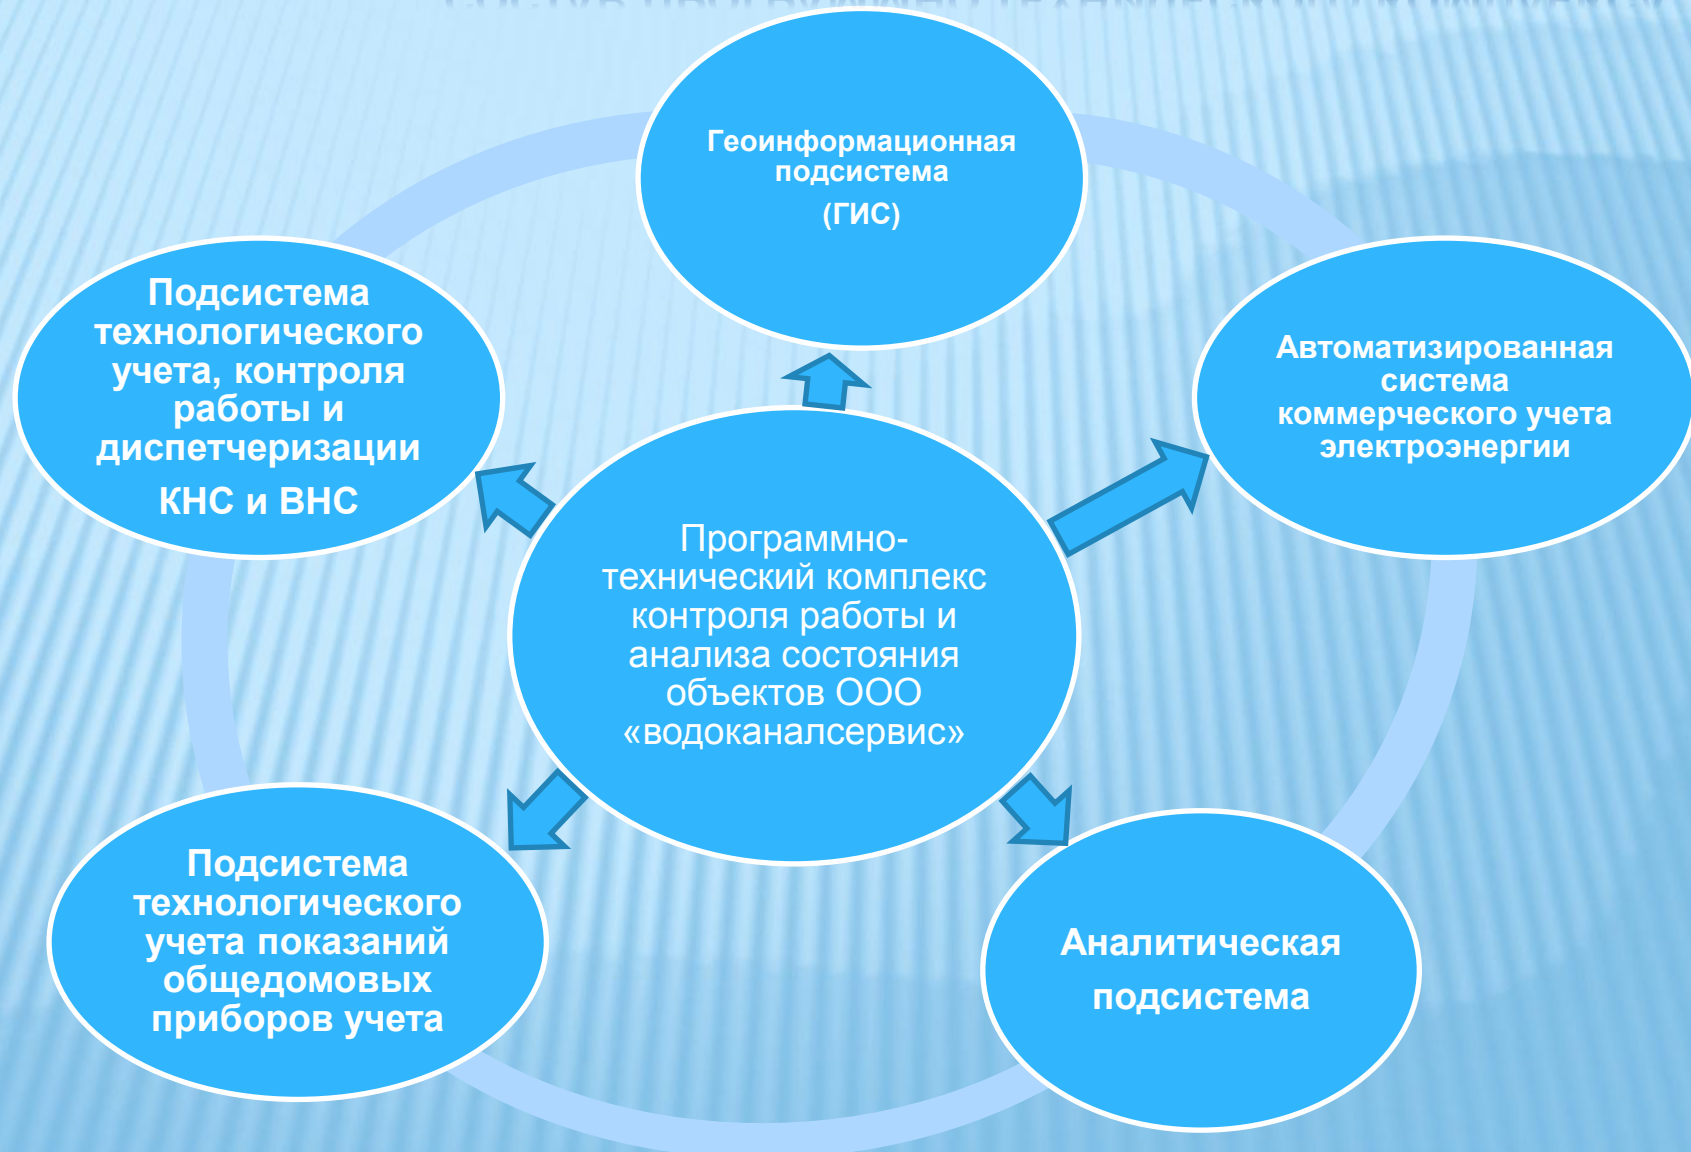 Геоинформационная
подсистема
(ГИС)
Подсистема
технологического
учета, контроля
работы и
диспетчеризации
КНС и ВНС
Автоматизированная
система
коммерческого учета
электроэнергии
Программно-
технический комплекс
контроля работы и
анализа состояния
объектов ООО
«водоканалсервис»
Подсистема
технологического
учета показаний
общедомовых
приборов учета
Аналитическая
подсистема